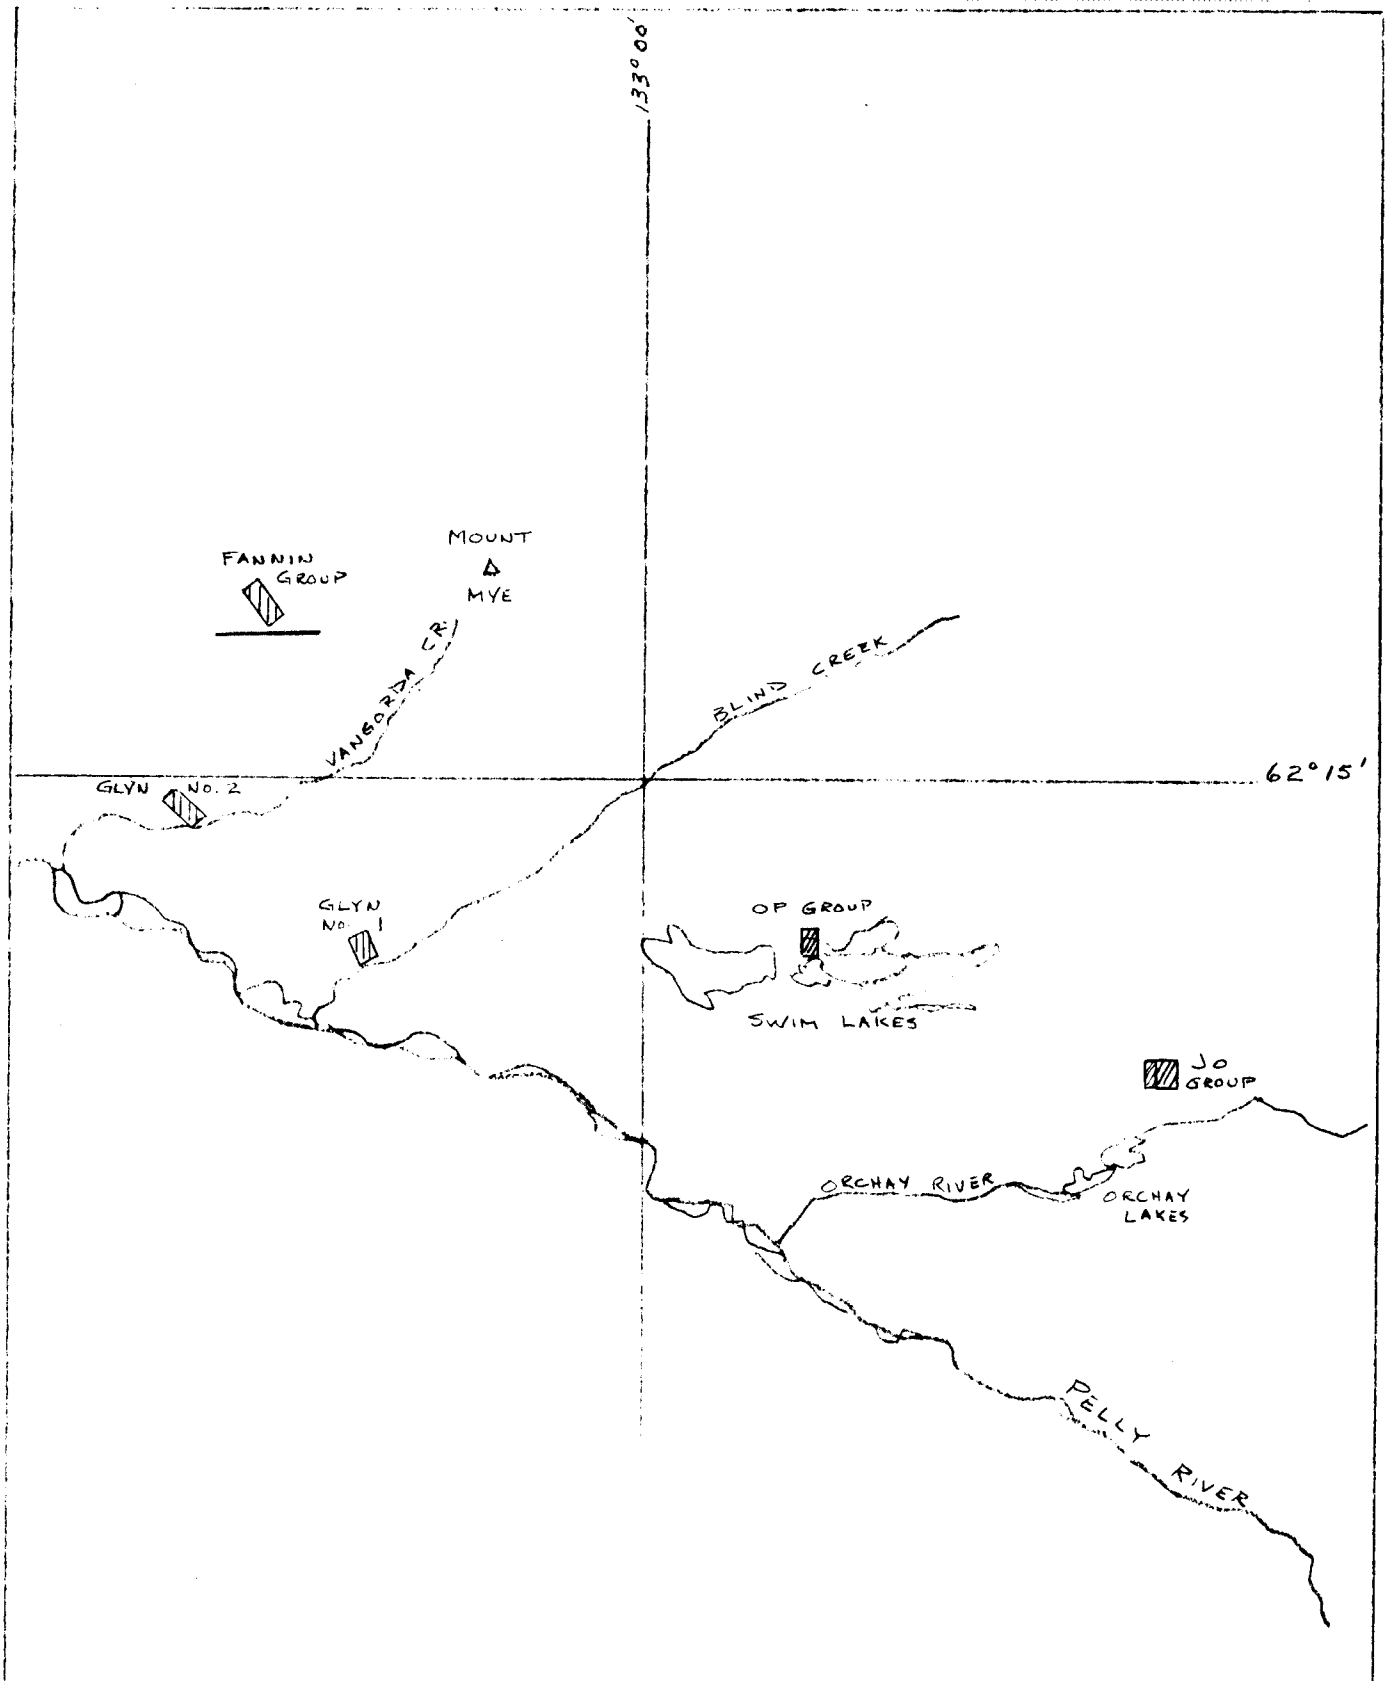 133° 00'
MOUNT
MYE
FANNIN
GROUP
VANGORDA CR.
BLIND CREEK
62° 15'
GLYN No. 2
GLYN
No. 1
OP GROUP
SWIM LAKES
JO
GROUP
ORCHAY RIVER
ORCHAY
LAKES
PELLY RIVER